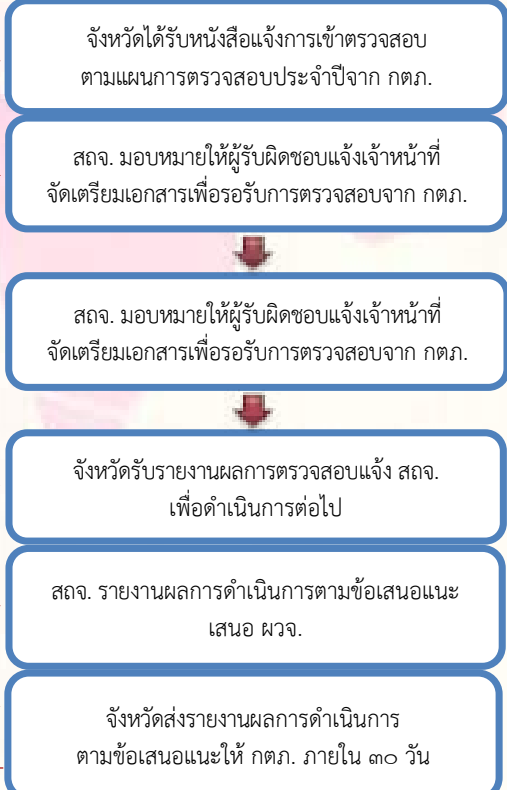 จังหวัดได้รับหนังสือแจ้งการเข้าตรวจสอบ
ตามแผนการตรวจสอบประจำปีจาก กตภ.
สถจ. มอบหมายให้ผู้รับผิดชอบแจ้งเจ้าหน้าที่
จัดเตรียมเอกสารเพื่อรอรับการตรวจสอบจาก กตภ.
สถจ. มอบหมายให้ผู้รับผิดชอบแจ้งเจ้าหน้าที่
จัดเตรียมเอกสารเพื่อรอรับการตรวจสอบจาก กตภ.
จังหวัดรับรายงานผลการตรวจสอบแจ้ง สถจ.
เพื่อดำเนินการต่อไป
สถจ. รายงานผลการดำเนินการตามข้อเสนอแนะ
เสนอ ผวจ.
จังหวัดส่งรายงานผลการดำเนินการ
ตามข้อเสนอแนะให้ กตภ. ภายใน ๓๐ วัน